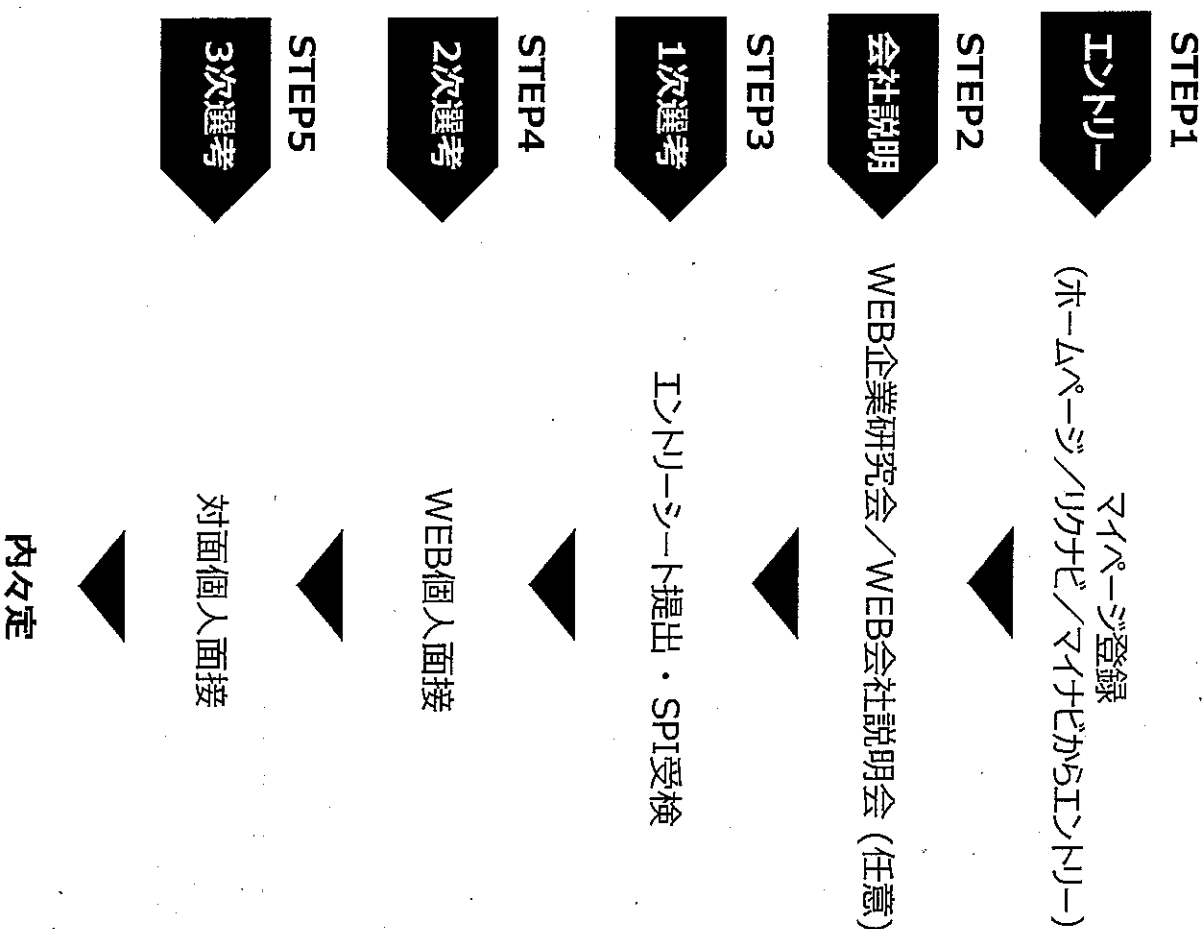 STEP1
エントリー
マイページ登録
(ホームページ/リクナビ/マイナビからエントリー)
STEP2
会社説明
WEB企業研究会/WEB会社説明会 (任意)
STEP3
1次選考
エントリーシート提出・SPI受検
STEP4
2次選考
WEB個人面接
STEP5
3次選考
対面個人面接
内々定